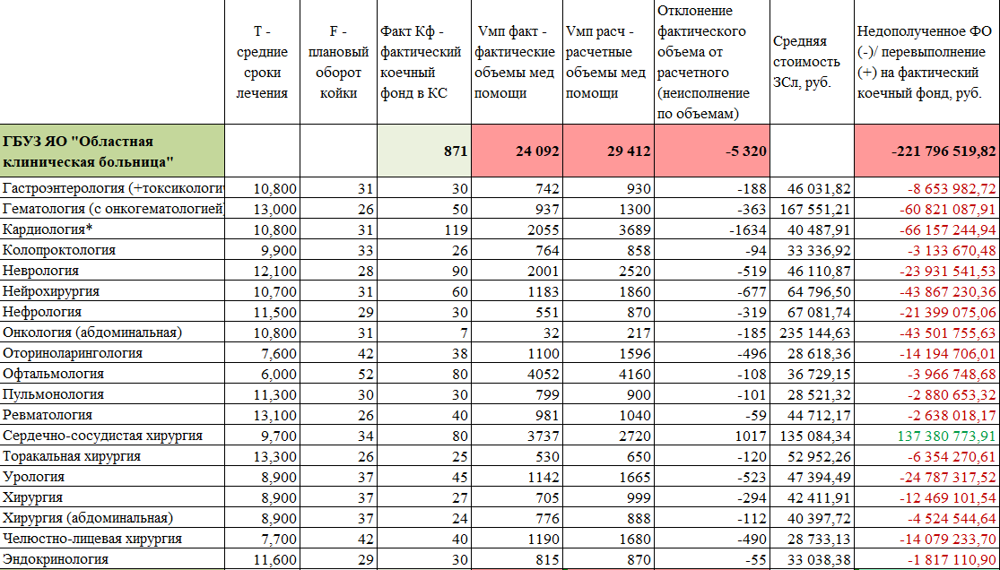 Т - средние сроки лечения | F - плановый оборот койки | Факт Кф - фактический коечный фонд в КС | Vмп факт - фактические объемы мед помощи | Vмп расч - расчетные объемы мед помощи | Отклонение фактического объема от расчетного (неисполнение по объемам) | Средняя стоимость ЗСл, руб. | Недополученное ФО (-)/ перевыполнение (+) на фактический коечный фонд, руб.
ГБУЗ ЯО "Областная клиническая больница" | 871 | 24 092 | 29 412 | -5 320 | -221 796 519,82
Гастроэнтерология (+токсикологи | 10,800 | 31 | 30 | 742 | 930 | -188 | 46 031,82 | -8 653 982,72
Гематология (с онкогематологией) | 13,000 | 26 | 50 | 937 | 1300 | -363 | 167 551,21 | -60 821 087,91
Кардиология* | 10,800 | 31 | 119 | 2055 | 3689 | -1634 | 40 487,91 | -66 157 244,94
Колопроктология | 9,900 | 33 | 26 | 764 | 858 | -94 | 33 336,92 | -3 133 670,48
Неврология | 12,100 | 28 | 90 | 2001 | 2520 | -519 | 46 110,87 | -23 931 541,53
Нейрохирургия | 10,700 | 31 | 60 | 1183 | 1860 | -677 | 64 796,50 | -43 867 230,36
Нефрология | 11,500 | 29 | 30 | 551 | 870 | -319 | 67 081,74 | -21 399 075,06
Онкология (абдоминальная) | 10,800 | 31 | 7 | 32 | 217 | -185 | 235 144,63 | -43 501 755,63
Оториноларингология | 7,600 | 42 | 38 | 1100 | 1596 | -496 | 28 618,36 | -14 194 706,01
Офтальмология | 6,000 | 52 | 80 | 4052 | 4160 | -108 | 36 729,15 | -3 966 748,68
Пульмонология | 11,300 | 30 | 30 | 799 | 900 | -101 | 28 521,32 | -2 880 653,32
Ревматология | 13,100 | 26 | 40 | 981 | 1040 | -59 | 44 712,17 | -2 638 018,17
Сердечно-сосудистая хирургия | 9,700 | 34 | 80 | 3737 | 2720 | 1017 | 135 084,34 | 137 380 773,91
Торакальная хирургия | 13,300 | 26 | 25 | 530 | 650 | -120 | 52 952,26 | -6 354 270,61
Урология | 8,900 | 37 | 45 | 1142 | 1665 | -523 | 47 394,49 | -24 787 317,52
Хирургия | 8,900 | 37 | 27 | 705 | 999 | -294 | 42 411,91 | -12 469 101,54
Хирургия (абдоминальная) | 8,900 | 37 | 24 | 776 | 888 | -112 | 40 397,72 | -4 524 544,64
Челюстно-лицевая хирургия | 7,700 | 42 | 40 | 1190 | 1680 | -490 | 28 733,13 | -14 079 233,70
Эндокринология | 11,600 | 29 | 30 | 815 | 870 | -55 | 33 038,38 | -1 817 110,90